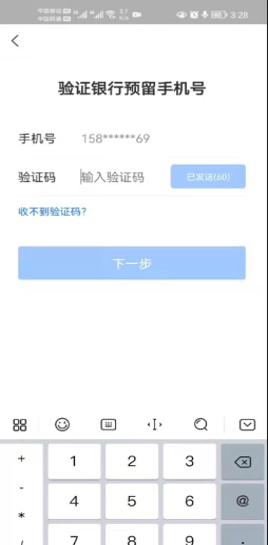 中国移动 HD
中国联通 HD
3:28
验证银行预留手机号
手机号 158******69
验证码 输入验证码 已发送(60)
收不到验证码?
下一步
+ 1 2 3
- 4 5 6 @
* 7 8 9 .
/